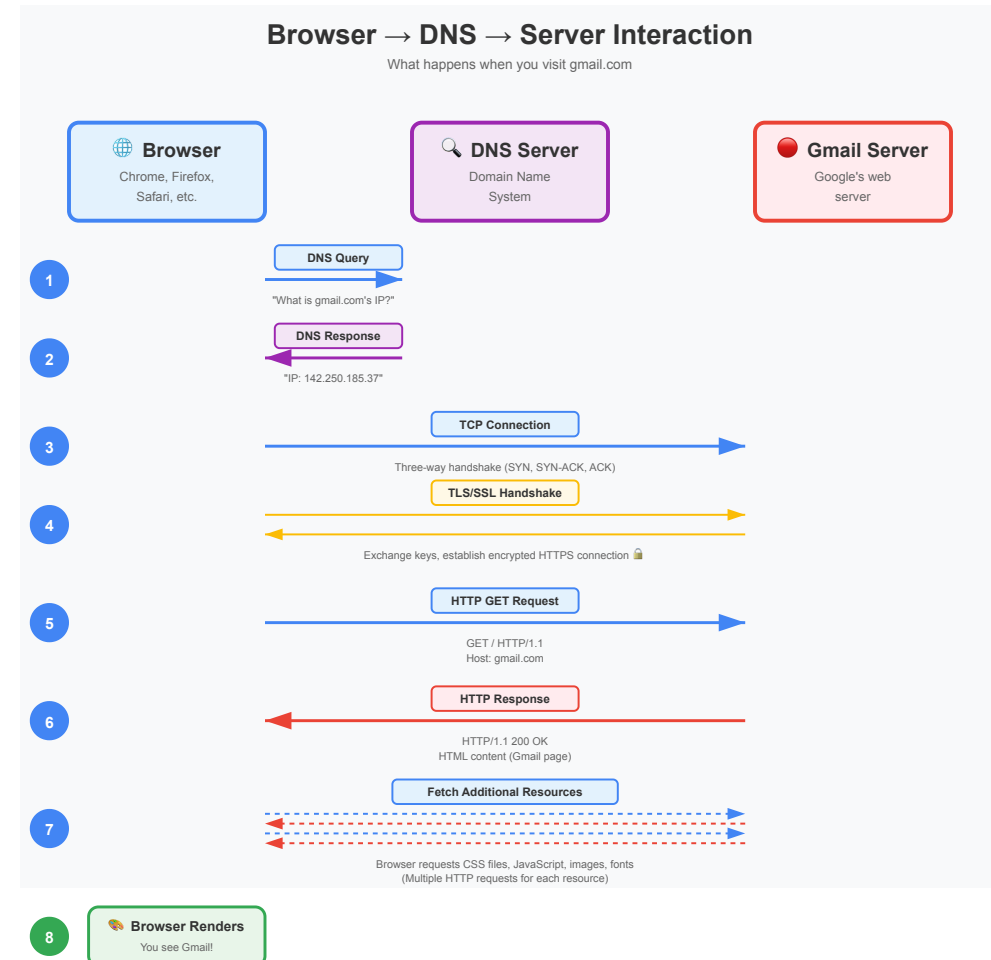 Browser → DNS → Server Interaction
What happens when you visit gmail.com
Browser
Chrome, Firefox,
Safari, etc.
DNS Server
Domain Name
System
Gmail Server
Google's web
server
1
DNS Query
"What is gmail.com's IP?"
2
DNS Response
"IP: 142.250.185.37"
3
TCP Connection
Three-way handshake (SYN, SYN-ACK, ACK)
4
TLS/SSL Handshake
Exchange keys, establish encrypted HTTPS connection 🔒
5
HTTP GET Request
GET / HTTP/1.1
Host: gmail.com
6
HTTP Response
HTTP/1.1 200 OK
HTML content (Gmail page)
7
Fetch Additional Resources
Browser requests CSS files, JavaScript, images, fonts
(Multiple HTTP requests for each resource)
8
Browser Renders
You see Gmail!